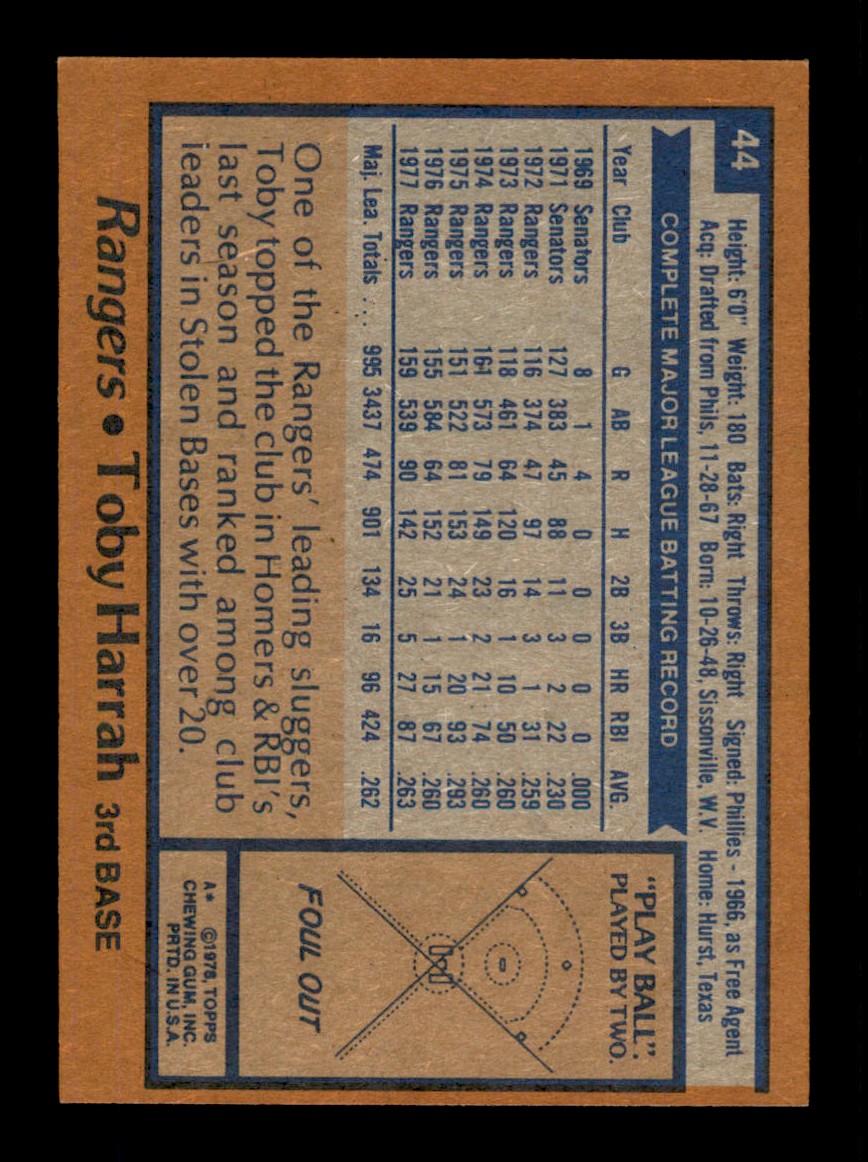 44
Height: 6'0" Weight: 180 Bats: Right Throws: Right Signed: Phillies - 1966, as Free Agent
Acq: Drafted from Phils, 11-28-67 Born: 10-26-48, Sissonville, W.V. Home: Hurst, Texas
COMPLETE MAJOR LEAGUE BATTING RECORD
Year Club G AB R H 2B 3B HR RBI AVG.
1969 Senators 8 1 4 0 0 0 0 0 .000
1971 Senators 127 383 45 88 11 3 2 22 .230
1972 Rangers 116 374 47 97 14 3 1 31 .259
1973 Rangers 118 461 64 120 16 1 10 50 .260
1974 Rangers 161 573 79 149 23 2 21 74 .260
1975 Rangers 151 522 81 153 24 1 20 93 .293
1976 Rangers 155 584 64 152 21 1 15 67 .260
1977 Rangers 159 539 90 142 25 5 27 87 .263
Maj. Lea. Totals .... 995 3437 474 901 134 16 96 424 .262
One of the Rangers' leading sluggers,
Toby topped the club in Homers & RBI's
last season and ranked among club
leaders in Stolen Bases with over 20.
"PLAY BALL":
PLAYED BY TWO.
FOUL OUT
A* ©1978, TOPPS
CHEWING GUM, INC.
PRTD. IN U.S.A.
Rangers • Toby Harrah 3rd BASE